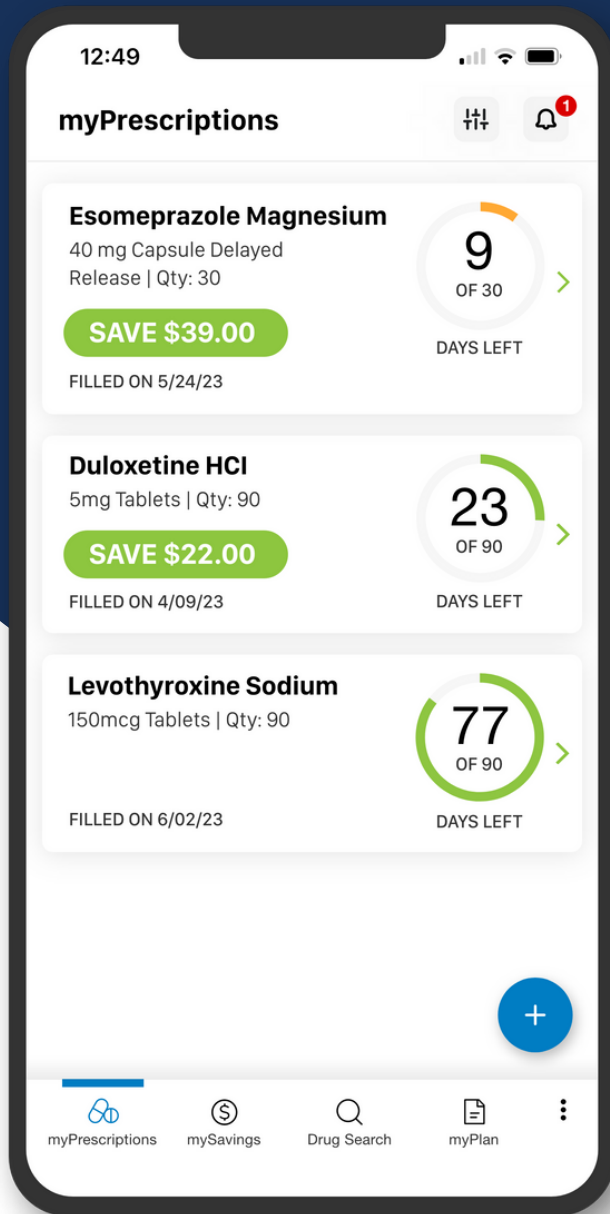 12:49
myPrescriptions
1
Esomeprazole Magnesium
40 mg Capsule Delayed
Release | Qty: 30
SAVE $39.00
FILLED ON 5/24/23
9
OF 30
DAYS LEFT
Duloxetine HCI
5mg Tablets | Qty: 90
SAVE $22.00
FILLED ON 4/09/23
23
OF 90
DAYS LEFT
Levothyroxine Sodium
150mcg Tablets | Qty: 90
FILLED ON 6/02/23
77
OF 90
DAYS LEFT
myPrescriptions
mySavings
Drug Search
myPlan